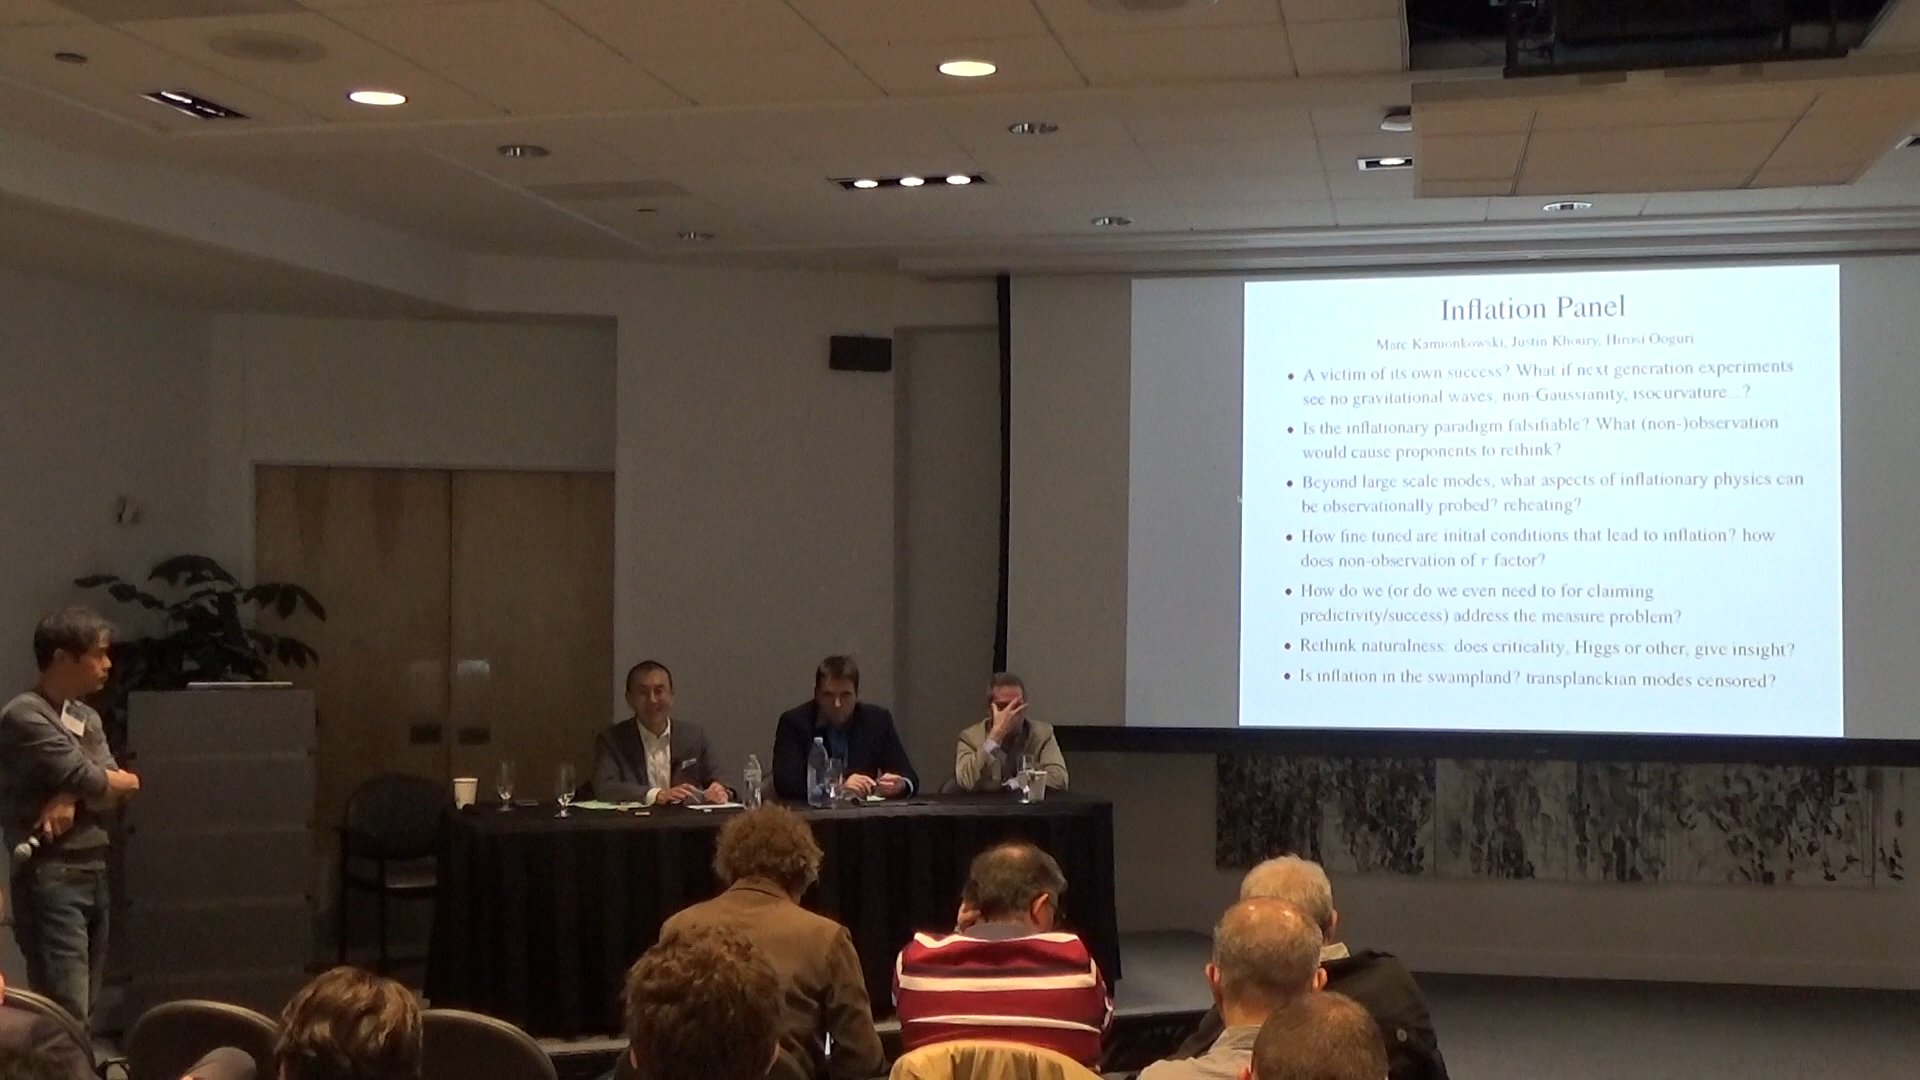 Inflation Panel
Marc Kamionkowski, Justin Khoury, Hirosi Ooguri
• A victim of its own success? What if next generation experiments
see no gravitational waves, non-Gaussianity, isocurvature...?
• Is the inflationary paradigm falsifiable? What (non-)observation
would cause proponents to rethink?
• Beyond large scale modes, what aspects of inflationary physics can
be observationally probed? reheating?
• How fine tuned are initial conditions that lead to inflation? how
does non-observation of r factor?
• How do we (or do we even need to for claiming
predictivity/success) address the measure problem?
• Rethink naturalness: does criticality, Higgs or other, give insight?
• Is inflation in the swampland? transplanckian modes censored?